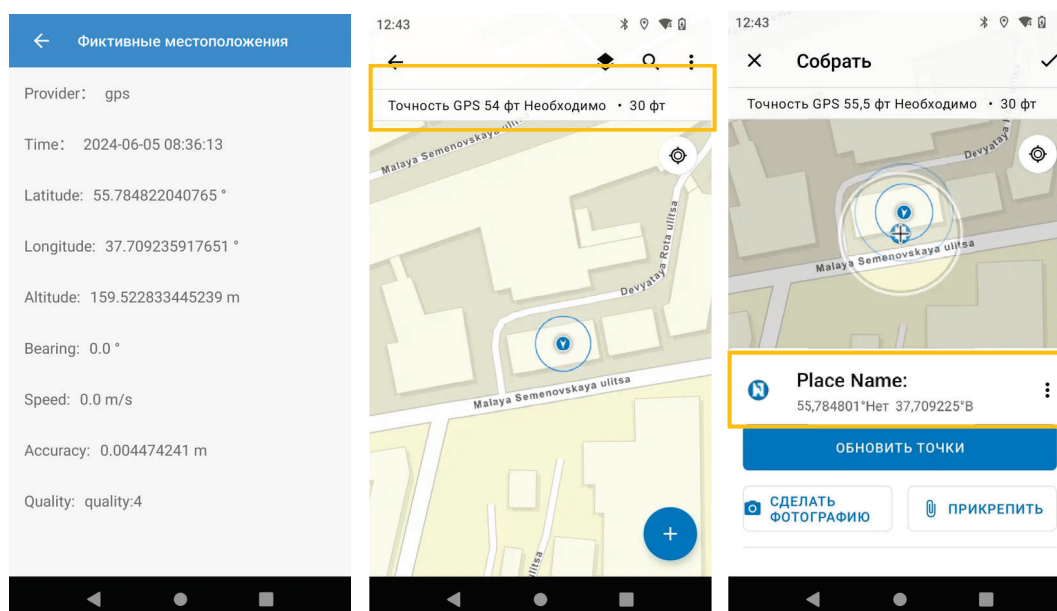 Фиктивные местоположения
Provider: gps
Time: 2024-06-05 08:36:13
Latitude: 55.784822040765 °
Longitude: 37.709235917651 °
Altitude: 159.522833445239 m
Bearing: 0.0 °
Speed: 0.0 m/s
Accuracy: 0.004474241 m
Quality: quality:4
12:43
Точность GPS 54 фт Необходимо • 30 фт
Malaya Semenovskaya ulitsa
Devyataya Rota ulitsa
Malaya Semenovskaya ulitsa
12:43
Собрать
Точность GPS 55,5 фт Необходимо • 30 фт
Malaya Semenovskaya ulitsa
Place Name:
55,784801°Нет 37,709225°В
ОБНОВИТЬ ТОЧКИ
СДЕЛАТЬ
ФОТОГРАФИЮ
ПРИКРЕПИТЬ